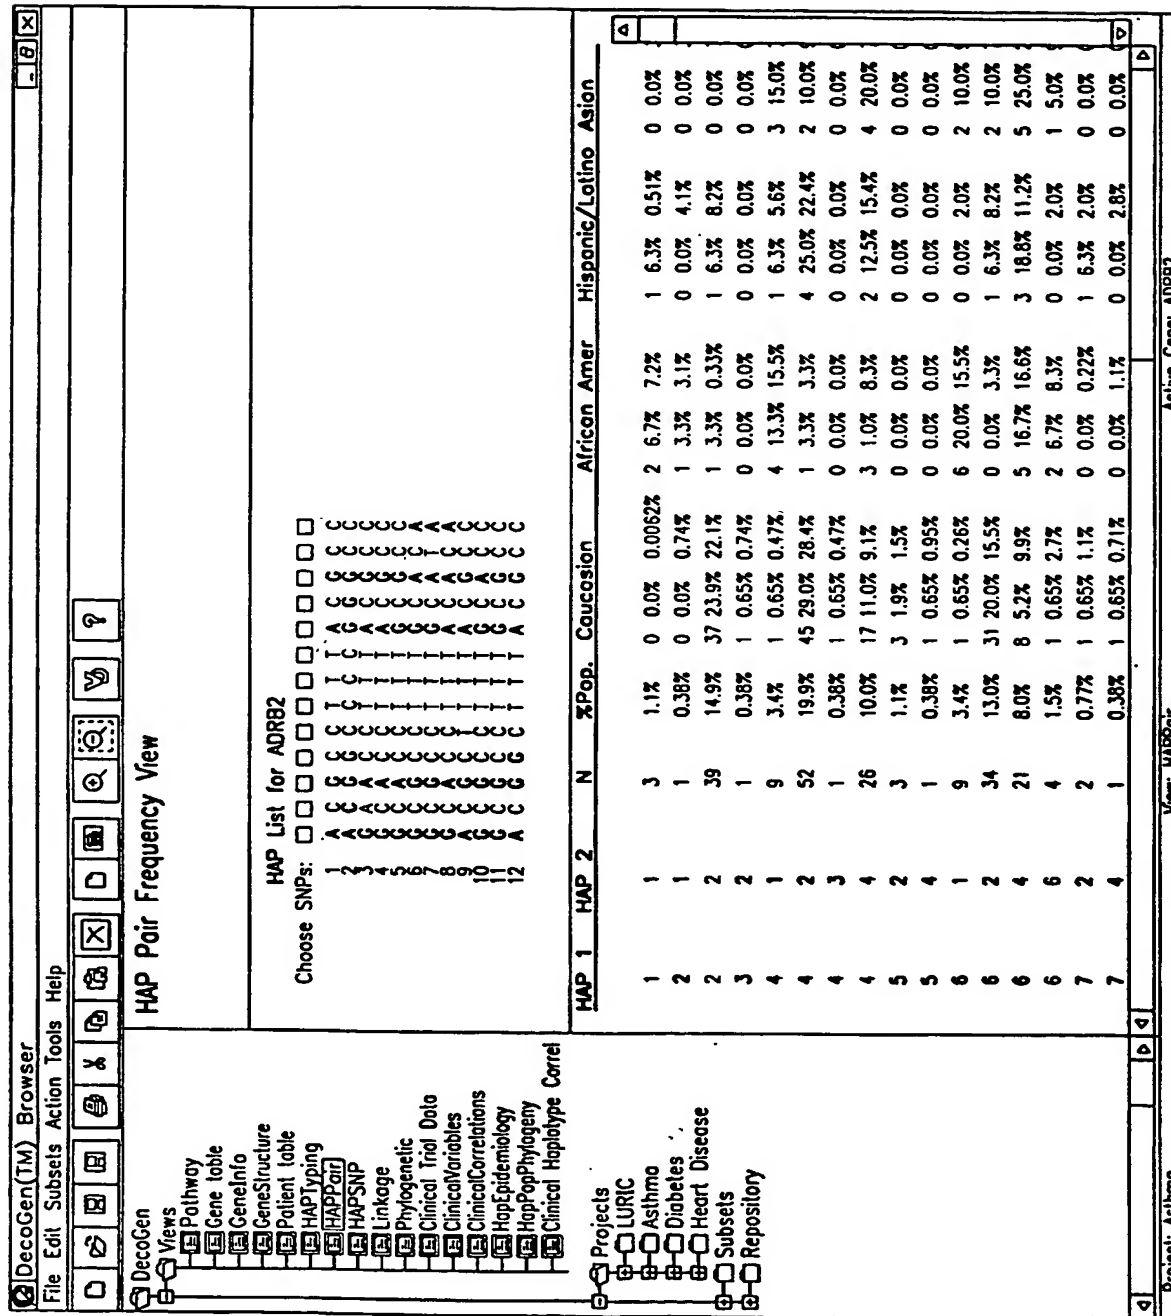 DecoGen(TM) Browser
File Edit Subsets Action Tools Help
DecoGen
Views
Pathway
Gene table
GeneInfo
GeneStructure
Patient table
HAPTyping
HAPPair
HAPSNP
Linkage
Phylogenetic
Clinical Trial Data
ClinicalVariables
ClinicalCorrelations
HapEpidemiology
HapPopPhylogeny
Clinical Haplotype Correl
Projects
LURIC
Asthma
Diabetes
Heart Disease
Subsets
Repository
HAP Pair Frequency View
HAP List for ADRB2
Choose SNPs:
1
2
3
4
5
6
7
8
9
10
11
12
HAP 1 HAP 2 N %Pop. Caucasion African Amer Hispanic/Latino Asion
1 1 3 1.1% 0 0.0% 0.0062% 2 6.7% 7.2% 1 6.3% 0.51% 0 0.0%
2 1 1 0.38% 0 0.0% 0.74% 1 3.3% 3.1% 0 0.0% 4.1% 0 0.0%
2 2 39 14.9% 37 23.9% 22.1% 1 3.3% 0.33% 1 6.3% 8.2% 0 0.0%
3 2 1 0.38% 1 0.65% 0.74% 0 0.0% 0.0% 0 0.0% 0.0% 0 0.0%
4 1 9 3.4% 1 0.65% 0.47% 4 13.3% 15.5% 1 6.3% 5.6% 3 15.0%
4 2 52 19.9% 45 29.0% 28.4% 1 3.3% 3.3% 4 25.0% 22.4% 2 10.0%
4 3 1 0.38% 1 0.65% 0.47% 0 0.0% 0.0% 0 0.0% 0.0% 0 0.0%
4 4 26 10.0% 17 11.0% 9.1% 3 1.0% 8.3% 2 12.5% 15.4% 4 20.0%
5 2 3 1.1% 3 1.9% 1.5% 0 0.0% 0.0% 0 0.0% 0.0% 0 0.0%
5 4 1 0.38% 1 0.65% 0.95% 0 0.0% 0.0% 0 0.0% 0.0% 0 0.0%
6 1 9 3.4% 1 0.65% 0.26% 6 20.0% 15.5% 0 0.0% 2.0% 2 10.0%
6 2 34 13.0% 31 20.0% 15.5% 0 0.0% 3.3% 1 6.3% 8.2% 2 10.0%
6 4 21 8.0% 8 5.2% 9.9% 5 16.7% 16.6% 3 18.8% 11.2% 5 25.0%
6 6 4 1.5% 1 0.65% 2.7% 2 6.7% 8.3% 0 0.0% 2.0% 1 5.0%
7 2 2 0.77% 1 0.65% 1.1% 0 0.0% 0.22% 1 6.3% 2.0% 0 0.0%
7 4 1 0.38% 1 0.65% 0.71% 0 0.0% 1.1% 0 0.0% 2.8% 0 0.0%
Project: Asthma View: HAPPair Active Gene: ADRB2